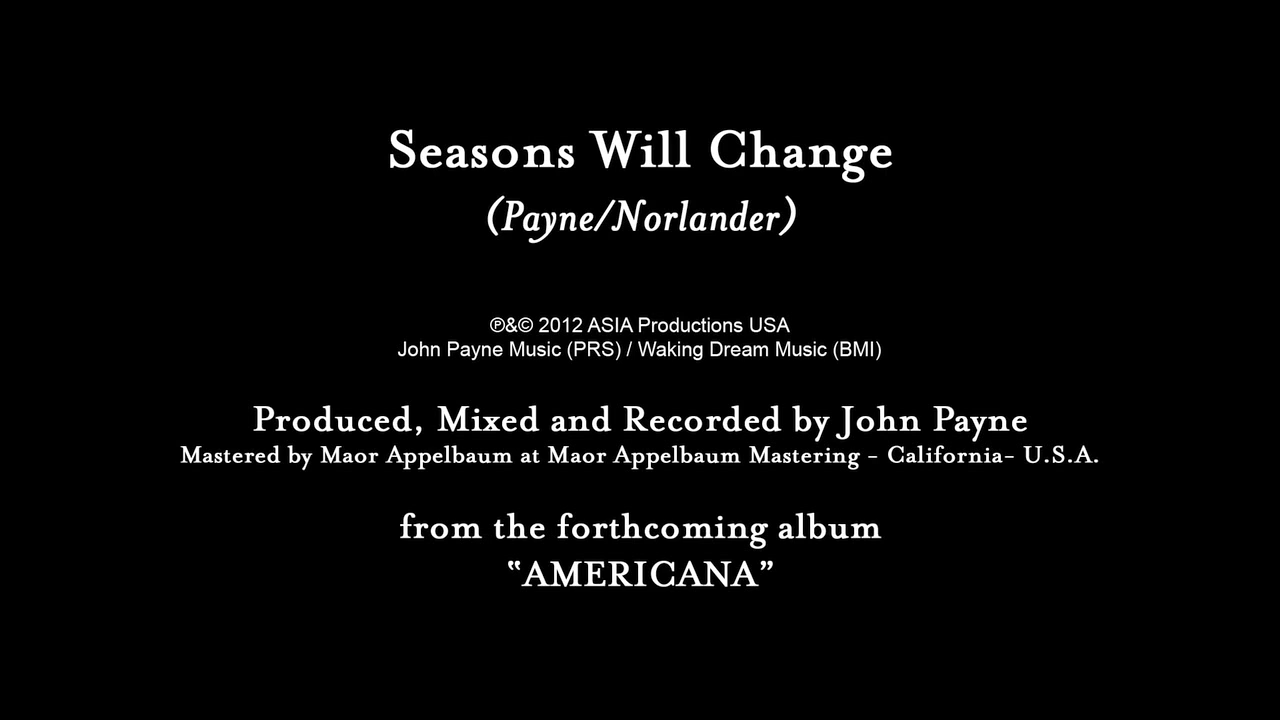 Seasons Will Change
(Payne/Norlander)
℗&© 2012 ASIA Productions USA
John Payne Music (PRS) / Waking Dream Music (BMI)
Produced, Mixed and Recorded by John Payne
Mastered by Maor Appelbaum at Maor Appelbaum Mastering - California- U.S.A.
from the forthcoming album
“AMERICANA”